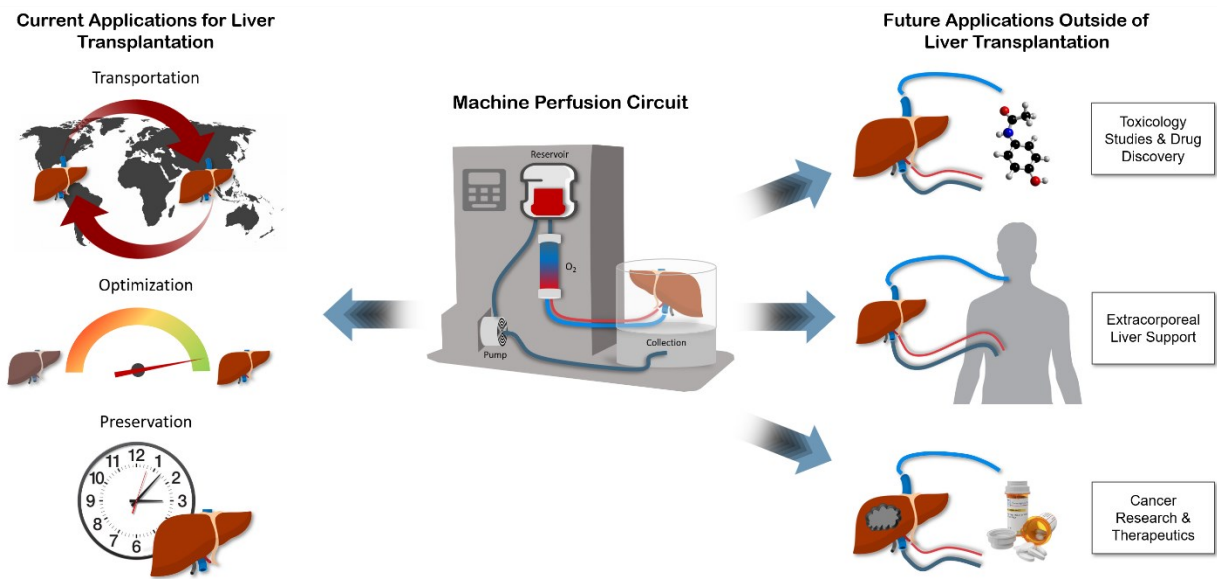 Current Applications for Liver
Transplantation
Transportation
Optimization
Preservation
12
1
2
3
4
5
6
7
8
9
10
11
Machine Perfusion Circuit
Reservoir
O₂
Pump
Collection
Future Applications Outside of
Liver Transplantation
Toxicology
Studies & Drug
Discovery
Extracorporeal
Liver Support
Cancer
Research &
Therapeutics